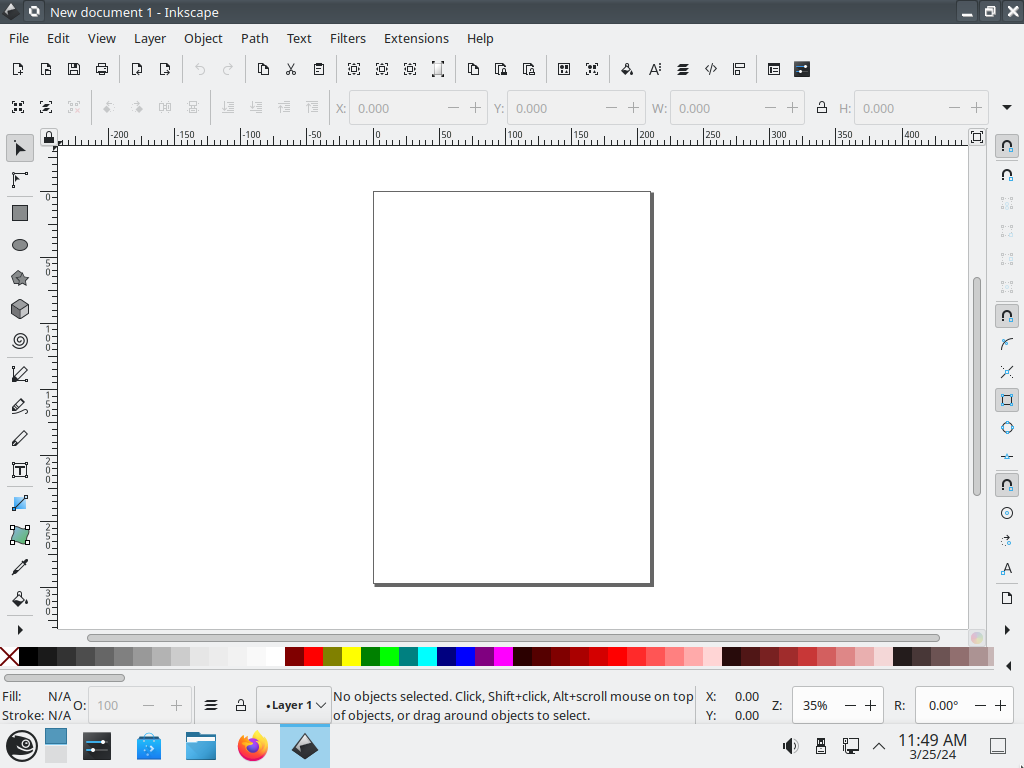 New document 1 - Inkscape
File Edit View Layer Object Path Text Filters Extensions Help
X: 0.000 Y: 0.000 W: 0.000 H: 0.000
-200 -150 -100 -50 0 50 100 150 200 250 300 350 400
0
50
100
150
200
250
300
Fill: N/A
Stroke: N/A
O: 100
Layer 1
No objects selected. Click, Shift+click, Alt+scroll mouse on top
of objects, or drag around objects to select.
X: 0.00
Y: 0.00
Z: 35%
R: 0.00°
11:49 AM
3/25/24